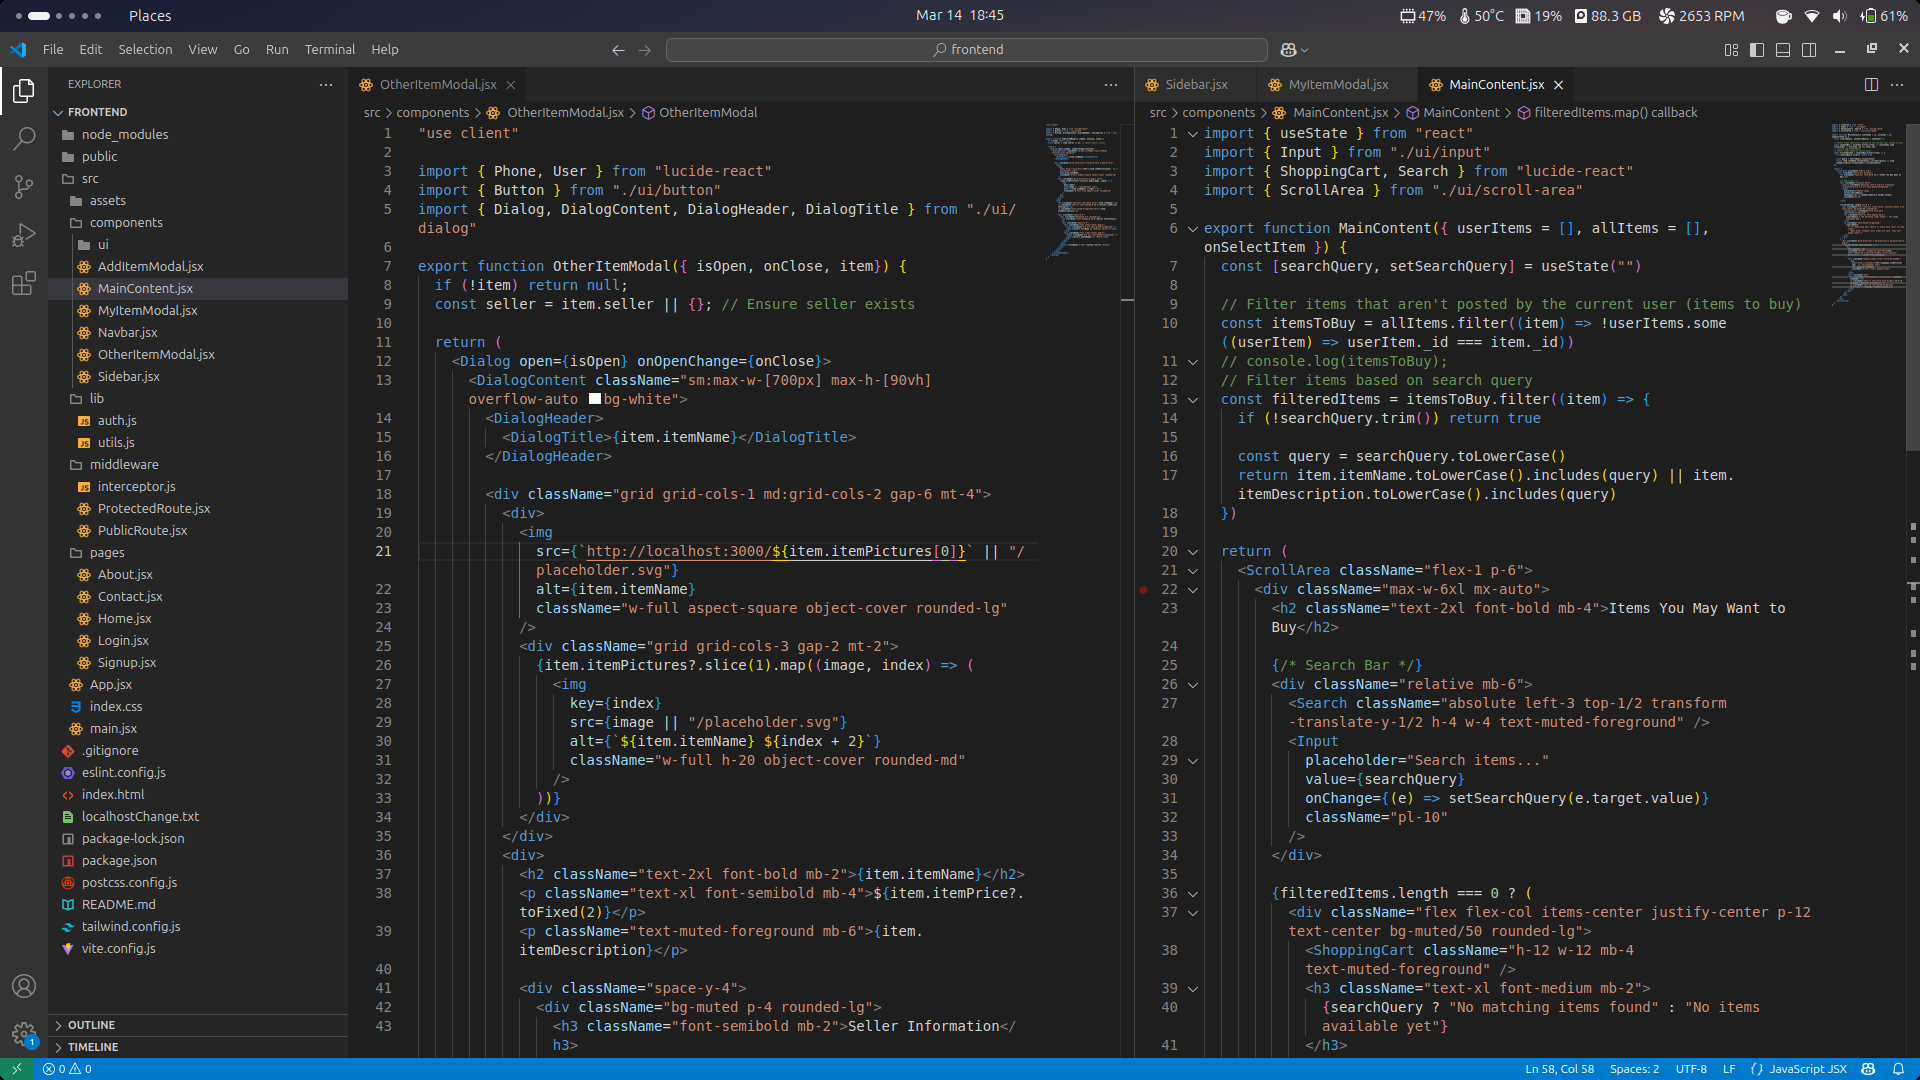 Places
Mar 14 18:45
47% 50°C 19% 88.3 GB 2653 RPM 61%
File Edit Selection View Go Run Terminal Help
frontend
EXPLORER
FRONTEND
node_modules
public
src
assets
components
ui
AddItemModal.jsx
MainContent.jsx
MyItemModal.jsx
Navbar.jsx
OtherItemModal.jsx
Sidebar.jsx
lib
auth.js
utils.js
middleware
interceptor.js
ProtectedRoute.jsx
PublicRoute.jsx
pages
About.jsx
Contact.jsx
Home.jsx
Login.jsx
Signup.jsx
App.jsx
index.css
main.jsx
.gitignore
eslint.config.js
index.html
localhostChange.txt
package-lock.json
package.json
postcss.config.js
README.md
tailwind.config.js
vite.config.js
OUTLINE
TIMELINE
OtherItemModal.jsx
src > components > OtherItemModal.jsx > OtherItemModal
1 "use client"
2
3 import { Phone, User } from "lucide-react"
4 import { Button } from "./ui/button"
5 import { Dialog, DialogContent, DialogHeader, DialogTitle } from "./ui/
dialog"
6
7 export function OtherItemModal({ isOpen, onClose, item}) {
8 if (!item) return null;
9 const seller = item.seller || {}; // Ensure seller exists
10
11 return (
12 <Dialog open={isOpen} onOpenChange={onClose}>
13 <DialogContent className="sm:max-w-[700px] max-h-[90vh]
overflow-auto bg-white">
14 <DialogHeader>
15 <DialogTitle>{item.itemName}</DialogTitle>
16 </DialogHeader>
17
18 <div className="grid grid-cols-1 md:grid-cols-2 gap-6 mt-4">
19 <div>
20 <img
21 src={`http://localhost:3000/${item.itemPictures[0]}` || "/
placeholder.svg"}
22 alt={item.itemName}
23 className="w-full aspect-square object-cover rounded-lg"
24 />
25 <div className="grid grid-cols-3 gap-2 mt-2">
26 {item.itemPictures?.slice(1).map((image, index) => (
27 <img
28 key={index}
29 src={image || "/placeholder.svg"}
30 alt={`${item.itemName} ${index + 2}`}
31 className="w-full h-20 object-cover rounded-md"
32 />
33 ))}
34 </div>
35 </div>
36 <div>
37 <h2 className="text-2xl font-bold mb-2">{item.itemName}</h2>
38 <p className="text-xl font-semibold mb-4">${item.itemPrice?.
toFixed(2)}</p>
39 <p className="text-muted-foreground mb-6">{item.
itemDescription}</p>
40
41 <div className="space-y-4">
42 <div className="bg-muted p-4 rounded-lg">
43 <h3 className="font-semibold mb-2">Seller Information</
h3>
Sidebar.jsx MyItemModal.jsx MainContent.jsx
src > components > MainContent.jsx > MainContent > filteredItems.map() callback
1 import { useState } from "react"
2 import { Input } from "./ui/input"
3 import { ShoppingCart, Search } from "lucide-react"
4 import { ScrollArea } from "./ui/scroll-area"
5
6 export function MainContent({ userItems = [], allItems = [],
onSelectItem }) {
7 const [searchQuery, setSearchQuery] = useState("")
8
9 // Filter items that aren't posted by the current user (items to buy)
10 const itemsToBuy = allItems.filter((item) => !userItems.some
((userItem) => userItem._id === item._id))
11 // console.log(itemsToBuy);
12 // Filter items based on search query
13 const filteredItems = itemsToBuy.filter((item) => {
14 if (!searchQuery.trim()) return true
15
16 const query = searchQuery.toLowerCase()
17 return item.itemName.toLowerCase().includes(query) || item.
itemDescription.toLowerCase().includes(query)
18 })
19
20 return (
21 <ScrollArea className="flex-1 p-6">
22 <div className="max-w-6xl mx-auto">
23 <h2 className="text-2xl font-bold mb-4">Items You May Want to
Buy</h2>
24
25 {/* Search Bar */}
26 <div className="relative mb-6">
27 <Search className="absolute left-3 top-1/2 transform
-translate-y-1/2 h-4 w-4 text-muted-foreground" />
28 <Input
29 placeholder="Search items..."
30 value={searchQuery}
31 onChange={(e) => setSearchQuery(e.target.value)}
32 className="pl-10"
33 />
34 </div>
35
36 {filteredItems.length === 0 ? (
37 <div className="flex flex-col items-center justify-center p-12
text-center bg-muted/50 rounded-lg">
38 <ShoppingCart className="h-12 w-12 mb-4
text-muted-foreground" />
39 <h3 className="text-xl font-medium mb-2">
40 {searchQuery ? "No matching items found" : "No items
available yet"}
41 </h3>
1
0 0
Ln 58, Col 58 Spaces: 2 UTF-8 LF {} JavaScript JSX